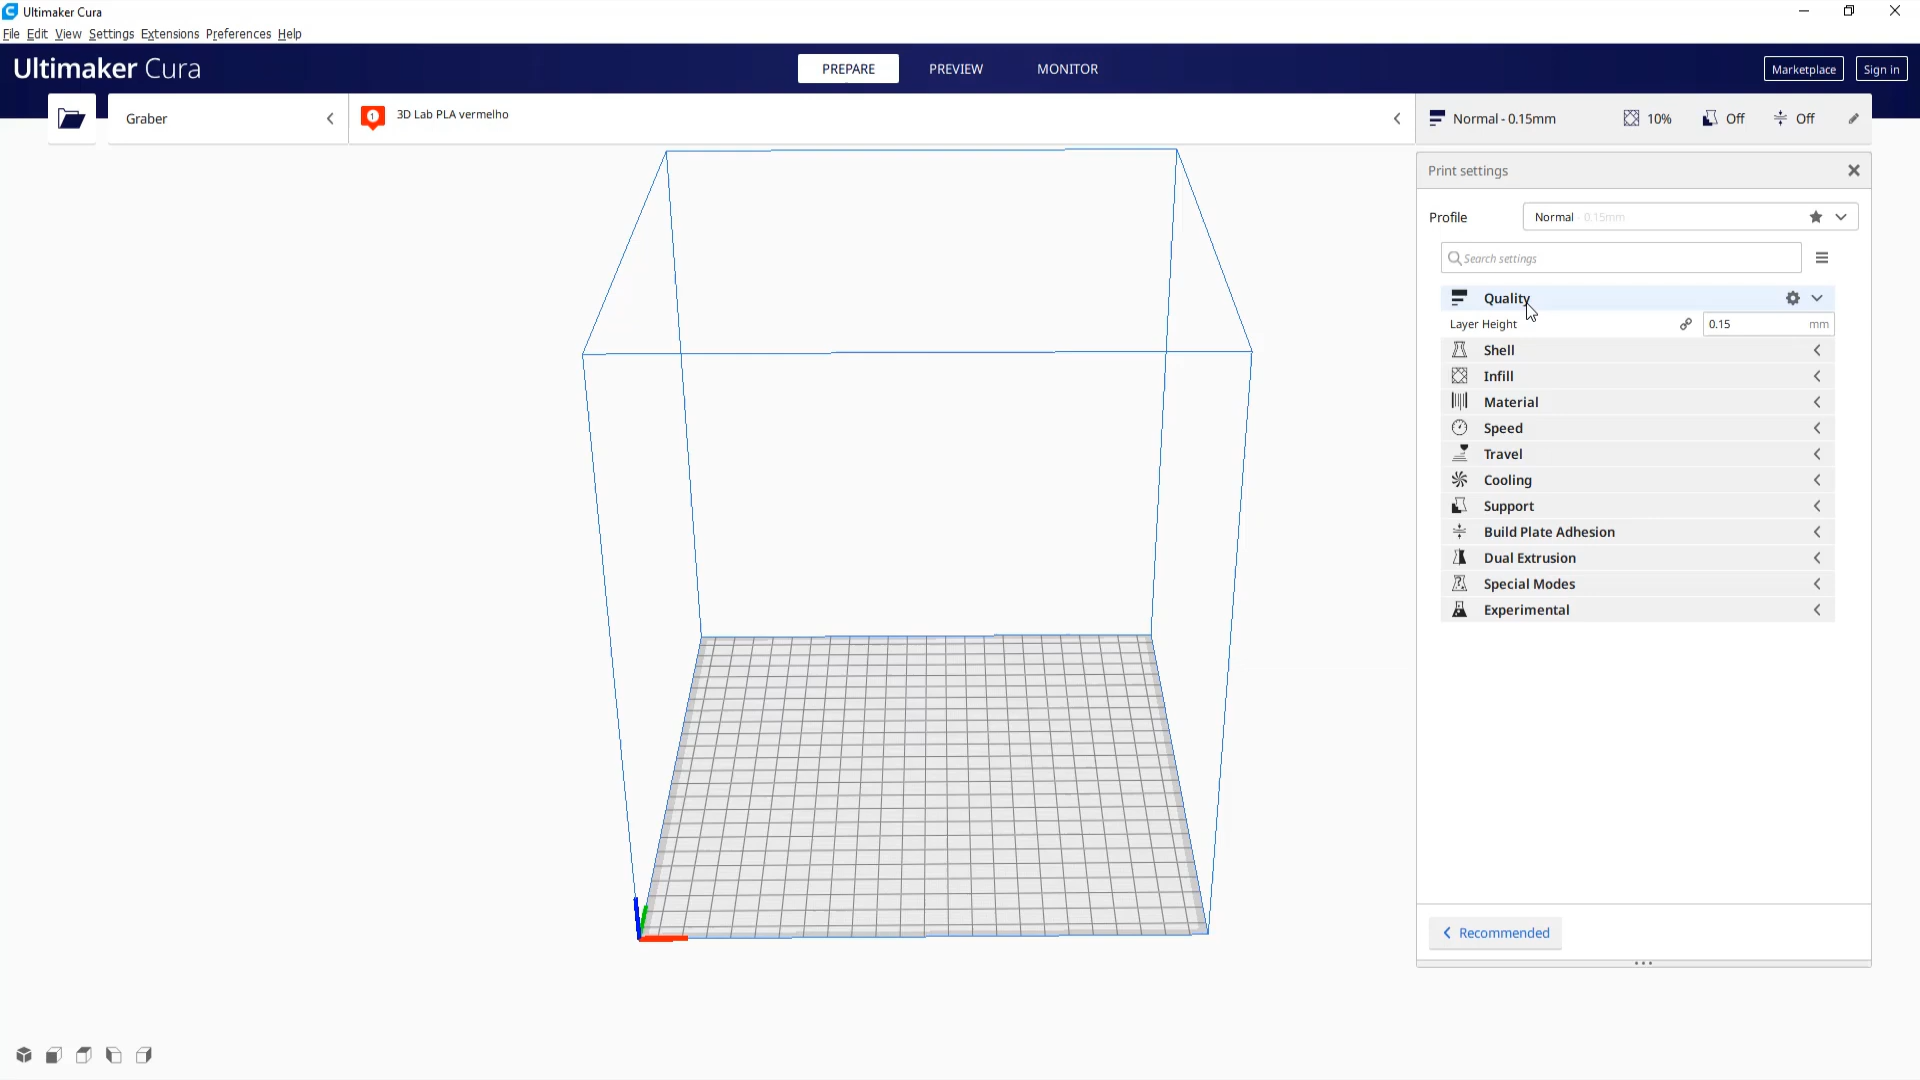 Ultimaker Cura
File Edit View Settings Extensions Preferences Help
Ultimaker Cura
PREPARE PREVIEW MONITOR
Marketplace Sign in
Graber
1 3D Lab PLA vermelho
Normal - 0.15mm 10% Off Off
Print settings
Profile Normal - 0.15mm
Search settings
Quality
Layer Height 0.15 mm
Shell
Infill
Material
Speed
Travel
Cooling
Support
Build Plate Adhesion
Dual Extrusion
Special Modes
Experimental
Recommended